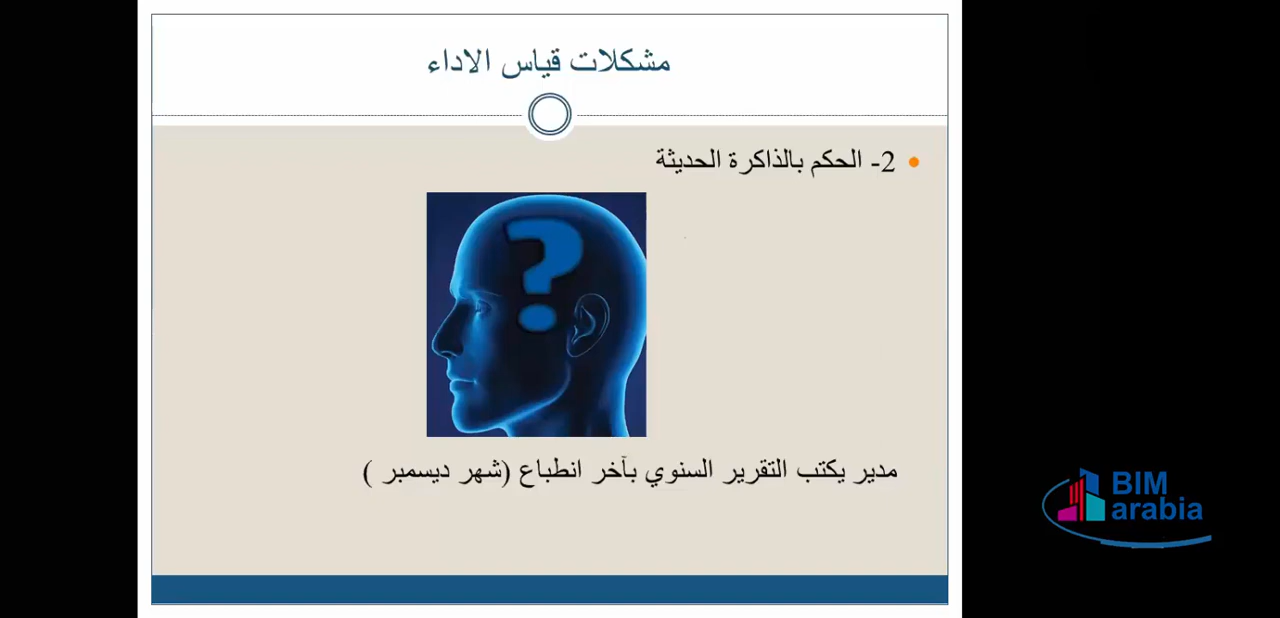 مشكلات قياس الاداء
2- الحكم بالذاكرة الحديثة
?
مدير يكتب التقرير السنوي بآخر انطباع (شهر ديسمبر )
BIM
arabia